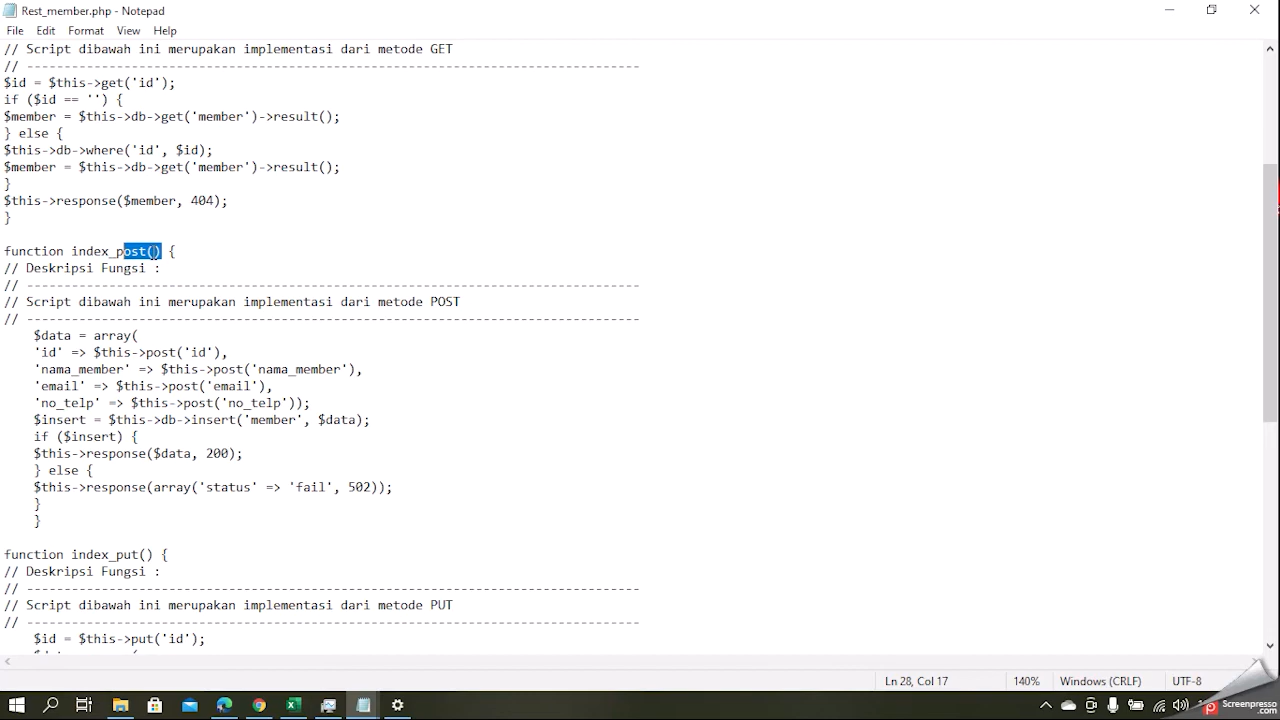 Rest_member.php - Notepad
File Edit Format View Help
// Script dibawah ini merupakan implementasi dari metode GET
// ----------------------------------------------------------------------------------
$id = $this->get('id');
if ($id == '') {
$member = $this->db->get('member')->result();
} else {
$this->db->where('id', $id);
$member = $this->db->get('member')->result();
}
$this->response($member, 404);
}
function index_post() {
// Deskripsi Fungsi :
// ----------------------------------------------------------------------------------
// Script dibawah ini merupakan implementasi dari metode POST
// ----------------------------------------------------------------------------------
$data = array(
'id' => $this->post('id'),
'nama_member' => $this->post('nama_member'),
'email' => $this->post('email'),
'no_telp' => $this->post('no_telp'));
$insert = $this->db->insert('member', $data);
if ($insert) {
$this->response($data, 200);
} else {
$this->response(array('status' => 'fail', 502));
}
}
function index_put() {
// Deskripsi Fungsi :
// ----------------------------------------------------------------------------------
// Script dibawah ini merupakan implementasi dari metode PUT
// ----------------------------------------------------------------------------------
$id = $this->put('id');
Ln 28, Col 17 140% Windows (CRLF) UTF-8
Screenpresso
.com